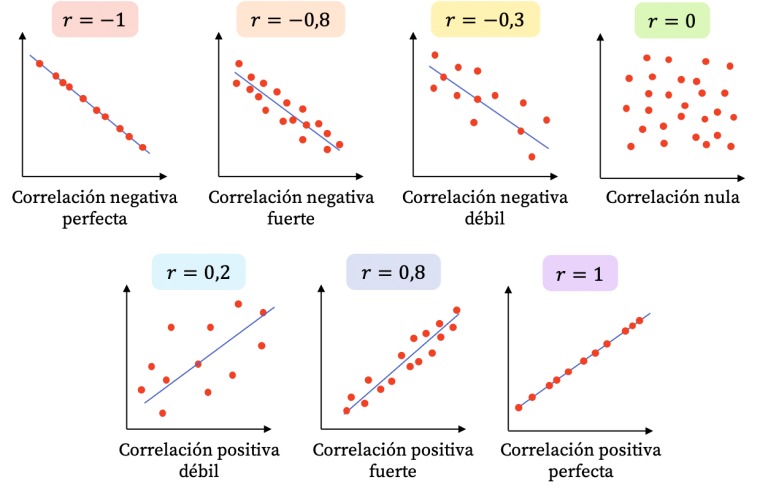 r = −1
r = −0,8
r = −0,3
r = 0
Correlación negativa
perfecta
Correlación negativa
fuerte
Correlación negativa
débil
Correlación nula
r = 0,2
r = 0,8
r = 1
Correlación positiva
débil
Correlación positiva
fuerte
Correlación positiva
perfecta